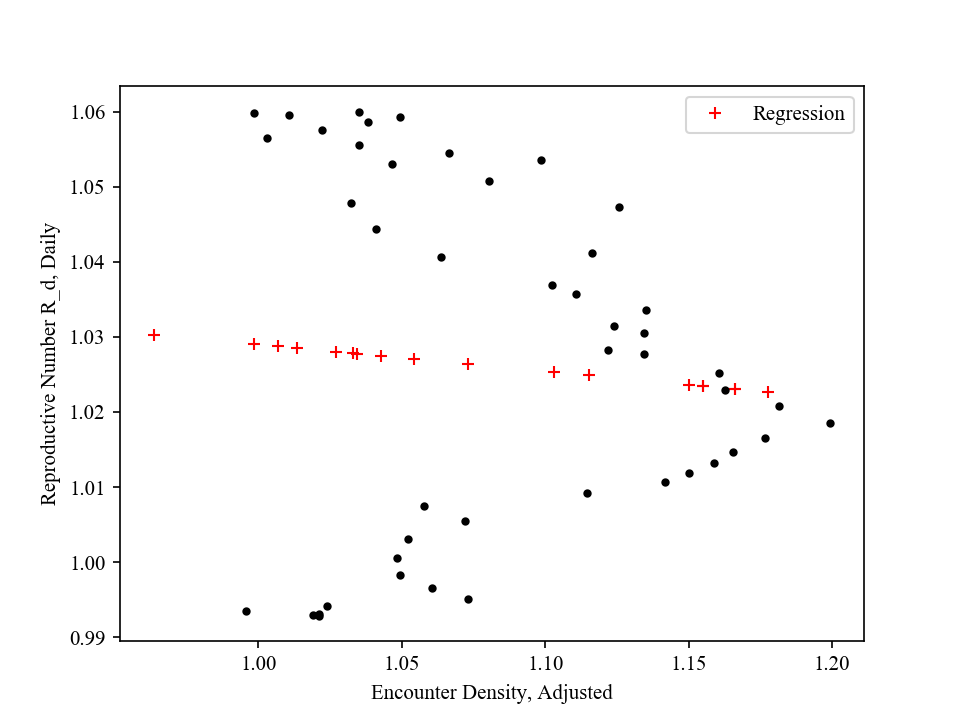 Regression
1.06
1.05
1.04
1.03
1.02
1.01
1.00
0.99
Reproductive Number R_d, Daily
1.00 1.05 1.10 1.15 1.20
Encounter Density, Adjusted